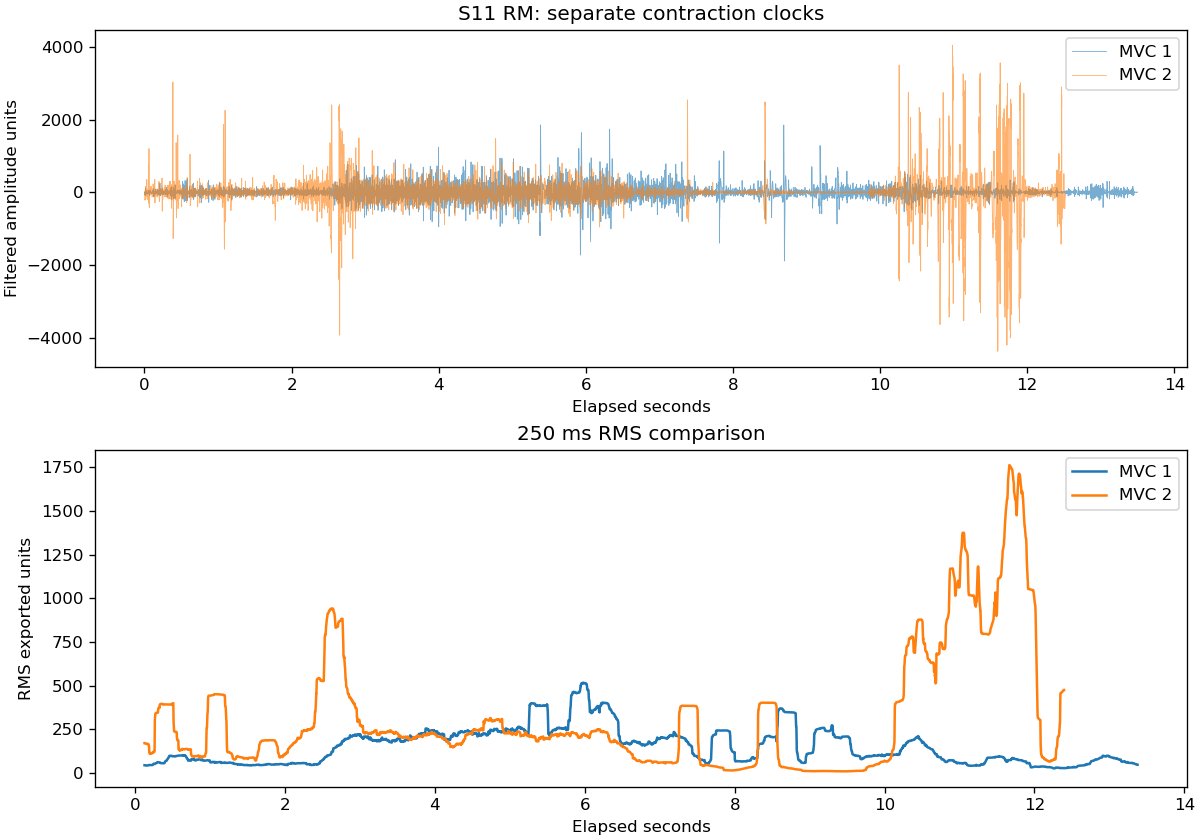 S11 RM: separate contraction clocks
4000
2000
0
−2000
−4000
Filtered amplitude units
MVC 1
MVC 2
0 2 4 6 8 10 12 14
Elapsed seconds
250 ms RMS comparison
1750
1500
1250
1000
750
500
250
0
RMS exported units
MVC 1
MVC 2
0 2 4 6 8 10 12 14
Elapsed seconds